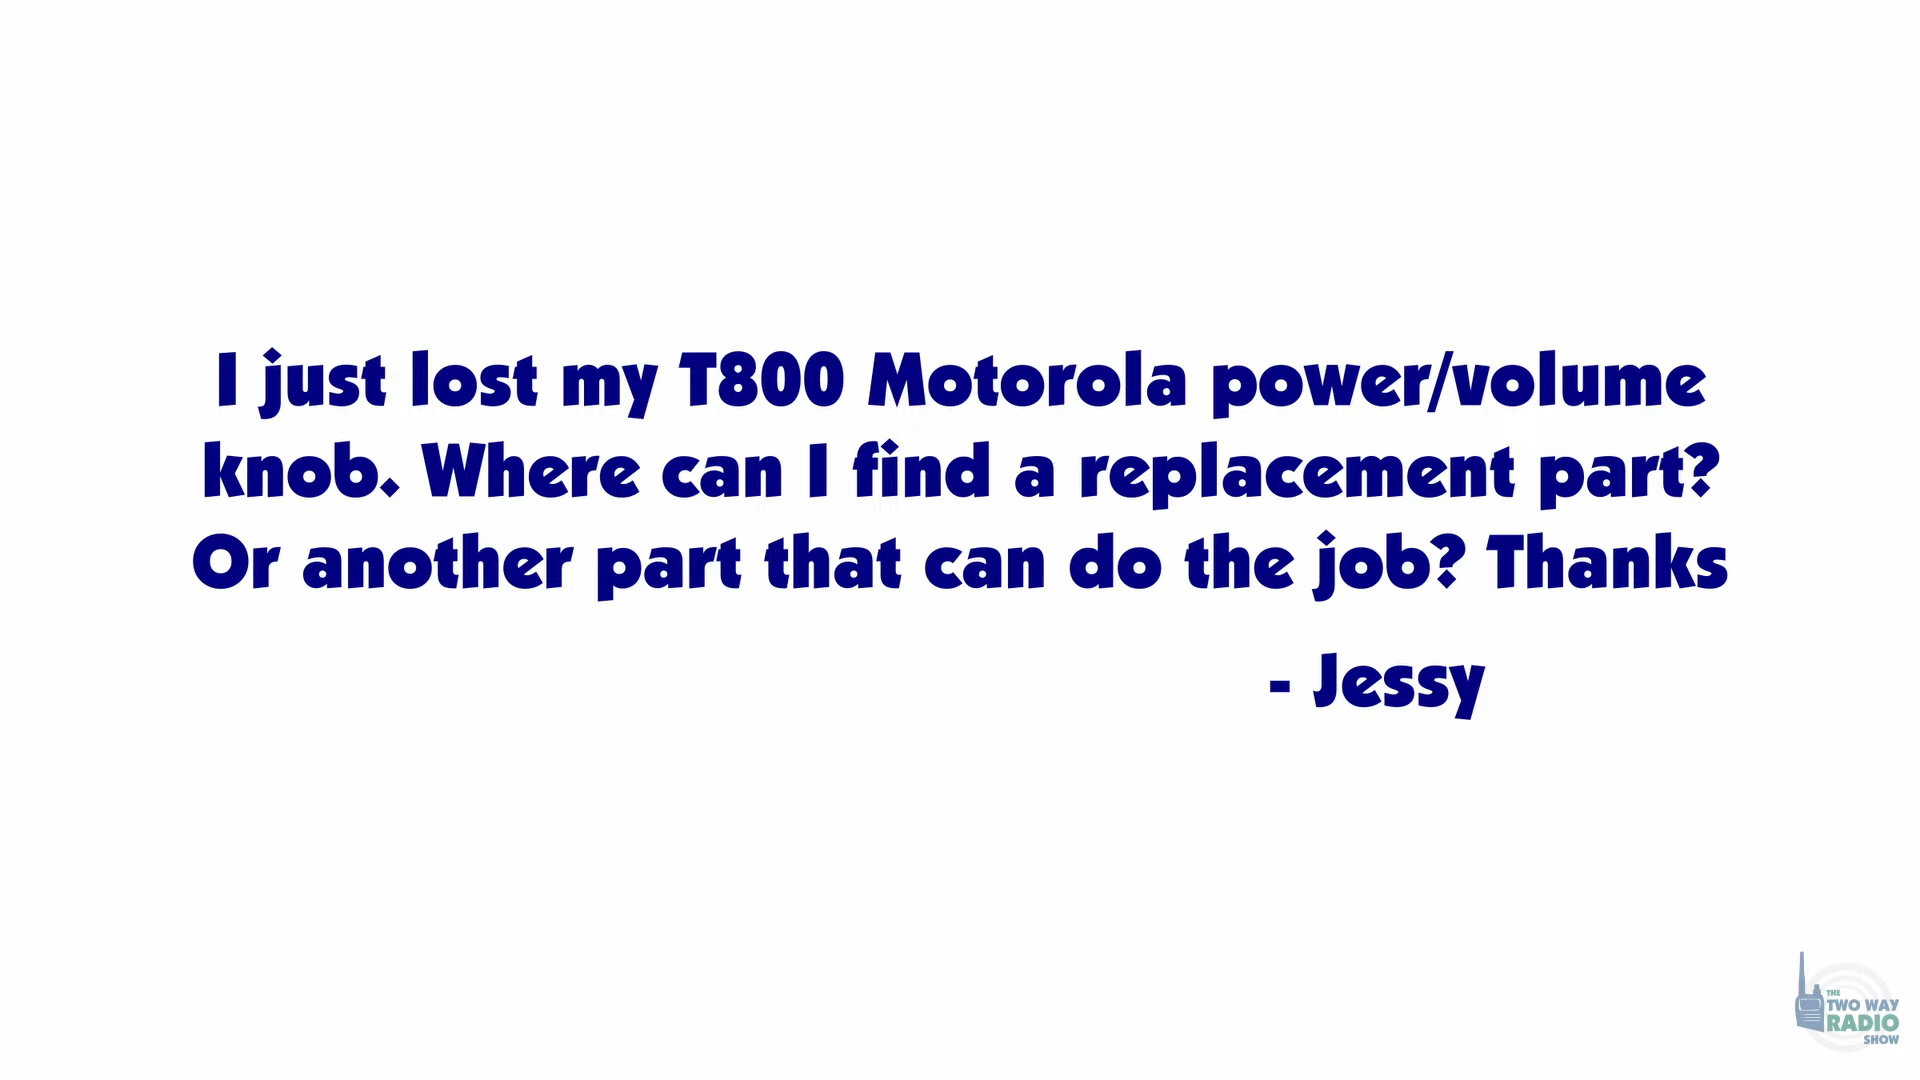 I just lost my T800 Motorola power/volume
knob. Where can I find a replacement part?
Or another part that can do the job? Thanks
- Jessy
THE
TWO WAY
RADIO
SHOW